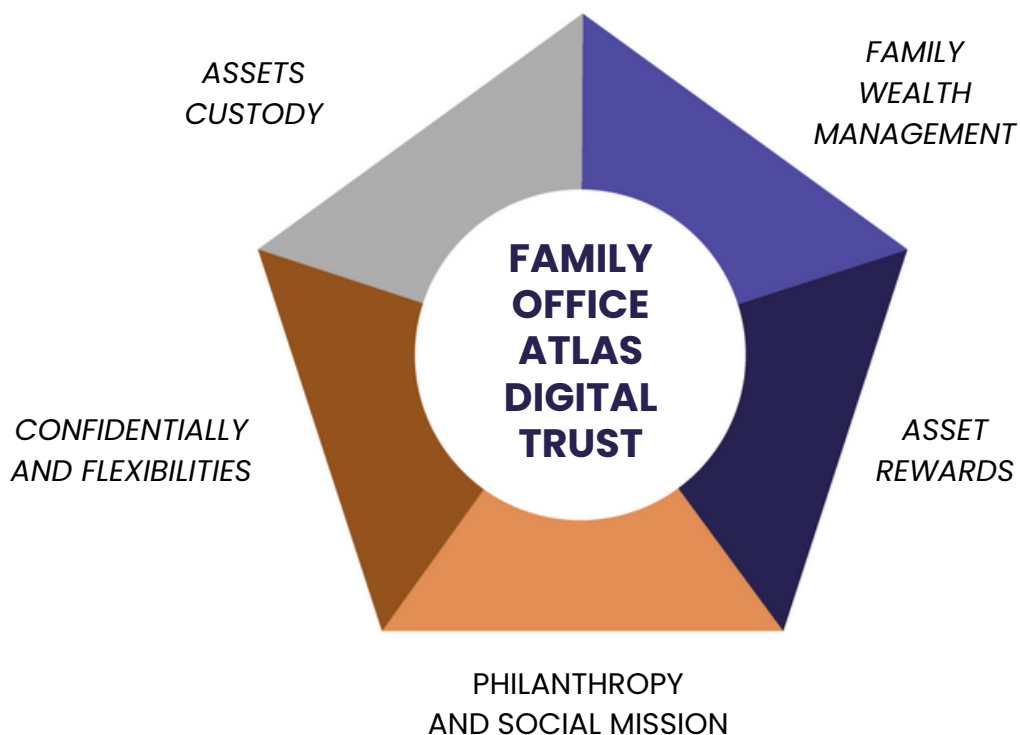 ASSETS
CUSTODY
FAMILY
WEALTH
MANAGEMENT
FAMILY
OFFICE
ATLAS
DIGITAL
TRUST
CONFIDENTIALLY
AND FLEXIBILITIES
ASSET
REWARDS
PHILANTHROPY
AND SOCIAL MISSION